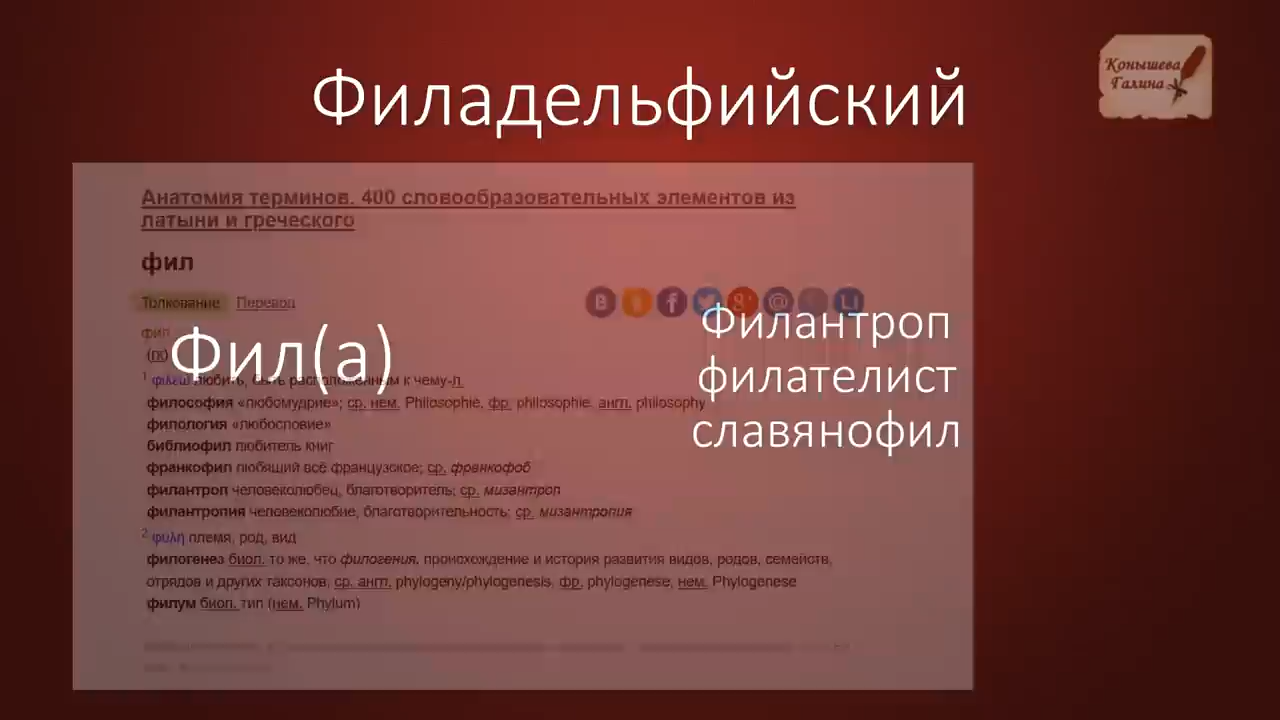 Филадельфийский
Конышева
Галина
Анатомия терминов. 400 словообразовательных элементов из
латыни и греческого
фил
Толкование Перевод
фил
Фил(а)
Филантроп
филателист
славянофил
(гк)
1 φιλεω любить, быть расположенным к чему-л.
философия «любомудрие»; ср. нем. Philosophie, фр. philosophie, англ. philosophy
филология «любословие»
библиофил любитель книг
франкофил любящий всё французское; ср. франкофоб
филантроп человеколюбец, благотворитель; ср. мизантроп
филантропия человеколюбие, благотворительность; ср. мизантропия
2 φυλή племя, род, вид
филогенез биол. то же, что филогения, происхождение и история развития видов, родов, семейств,
отрядов и других таксонов, ср. англ. phylogeny/phylogenesis, фр. phylogenese, нем. Phylogenese
филум биол. тип (нем. Phylum)